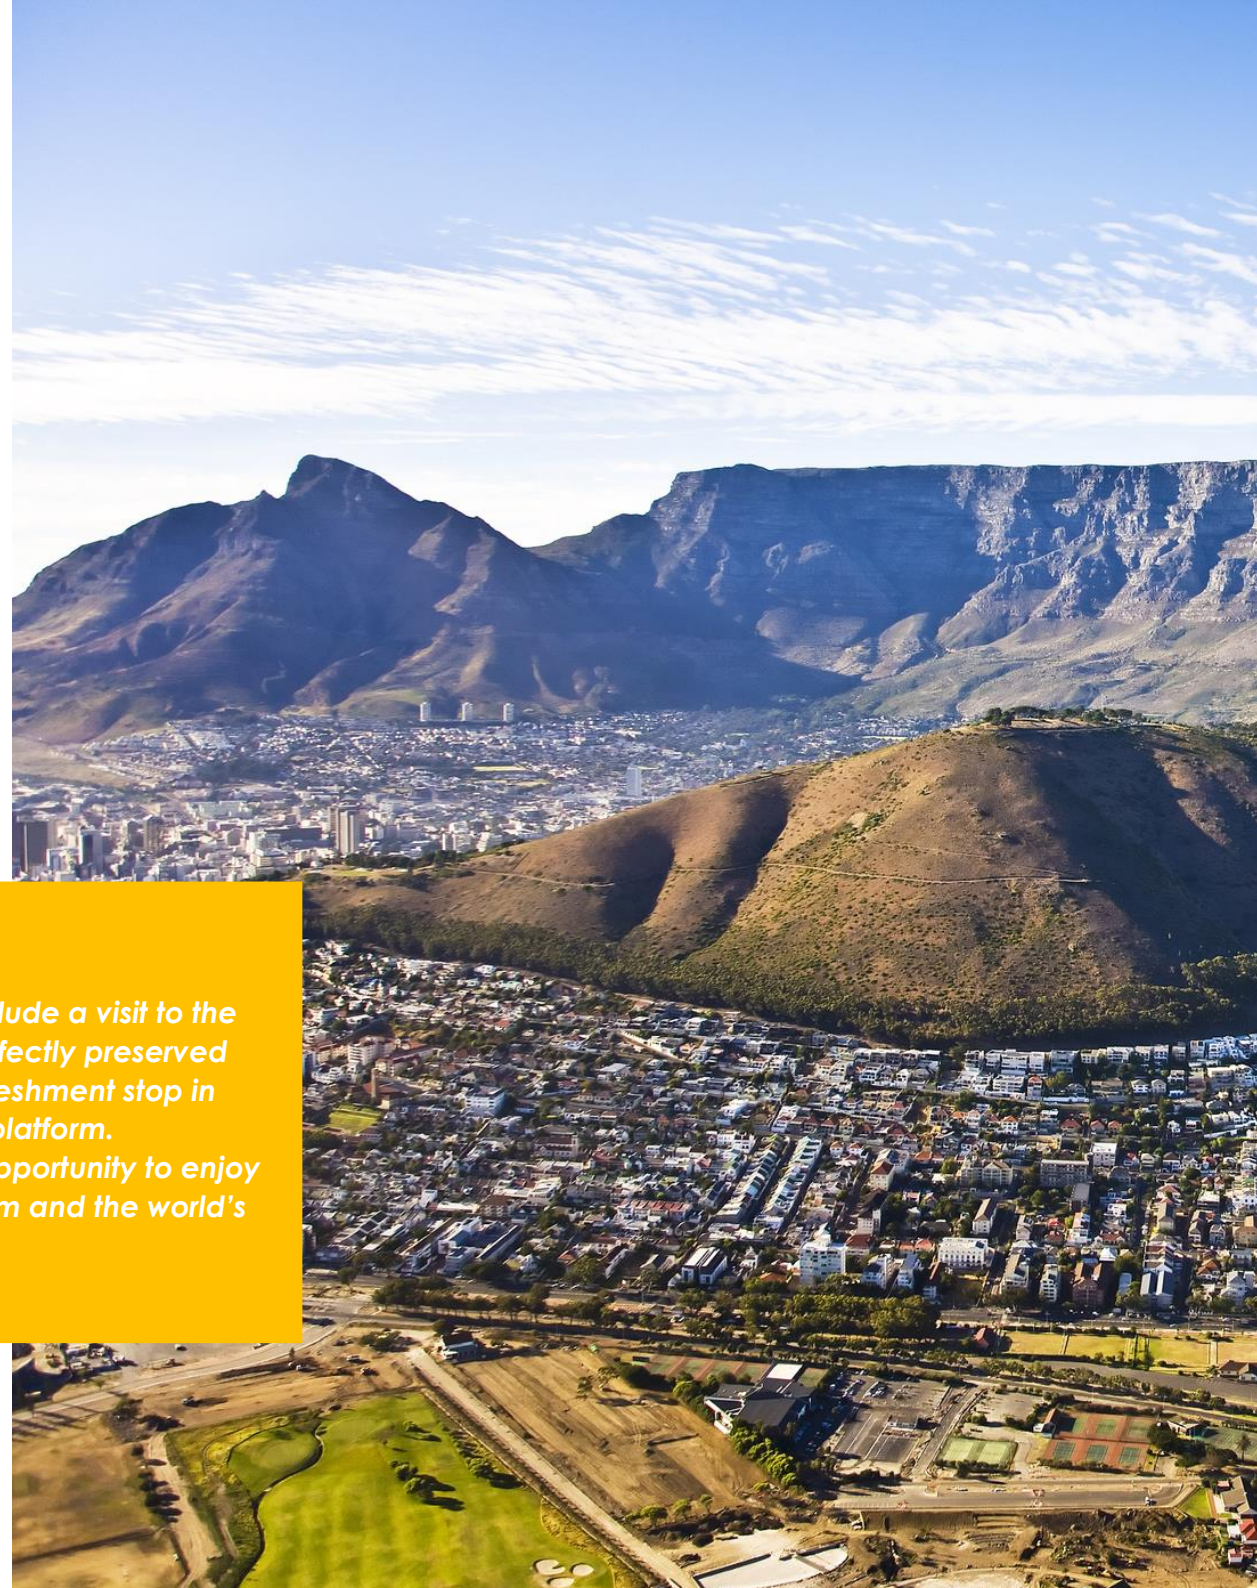 lude a visit to the
fectly preserved
eshment stop in
platform.
pportunity to enjoy
m and the world's